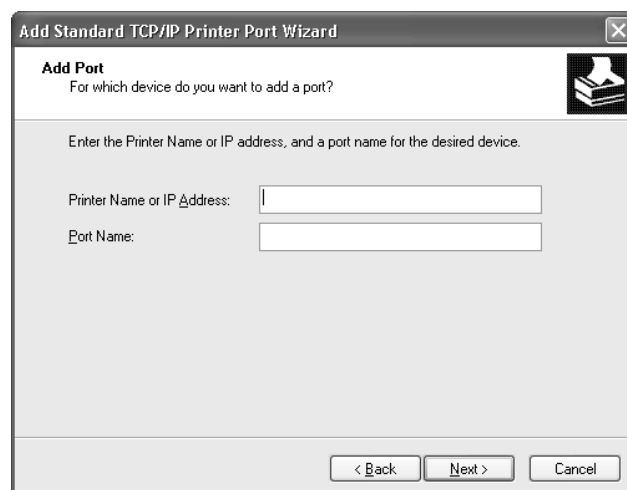 Add Standard TCP/IP Printer Port Wizard
Add Port
For which device do you want to add a port?
Enter the Printer Name or IP address, and a port name for the desired device.
Printer Name or IP Address:
Port Name:
< Back Next > Cancel